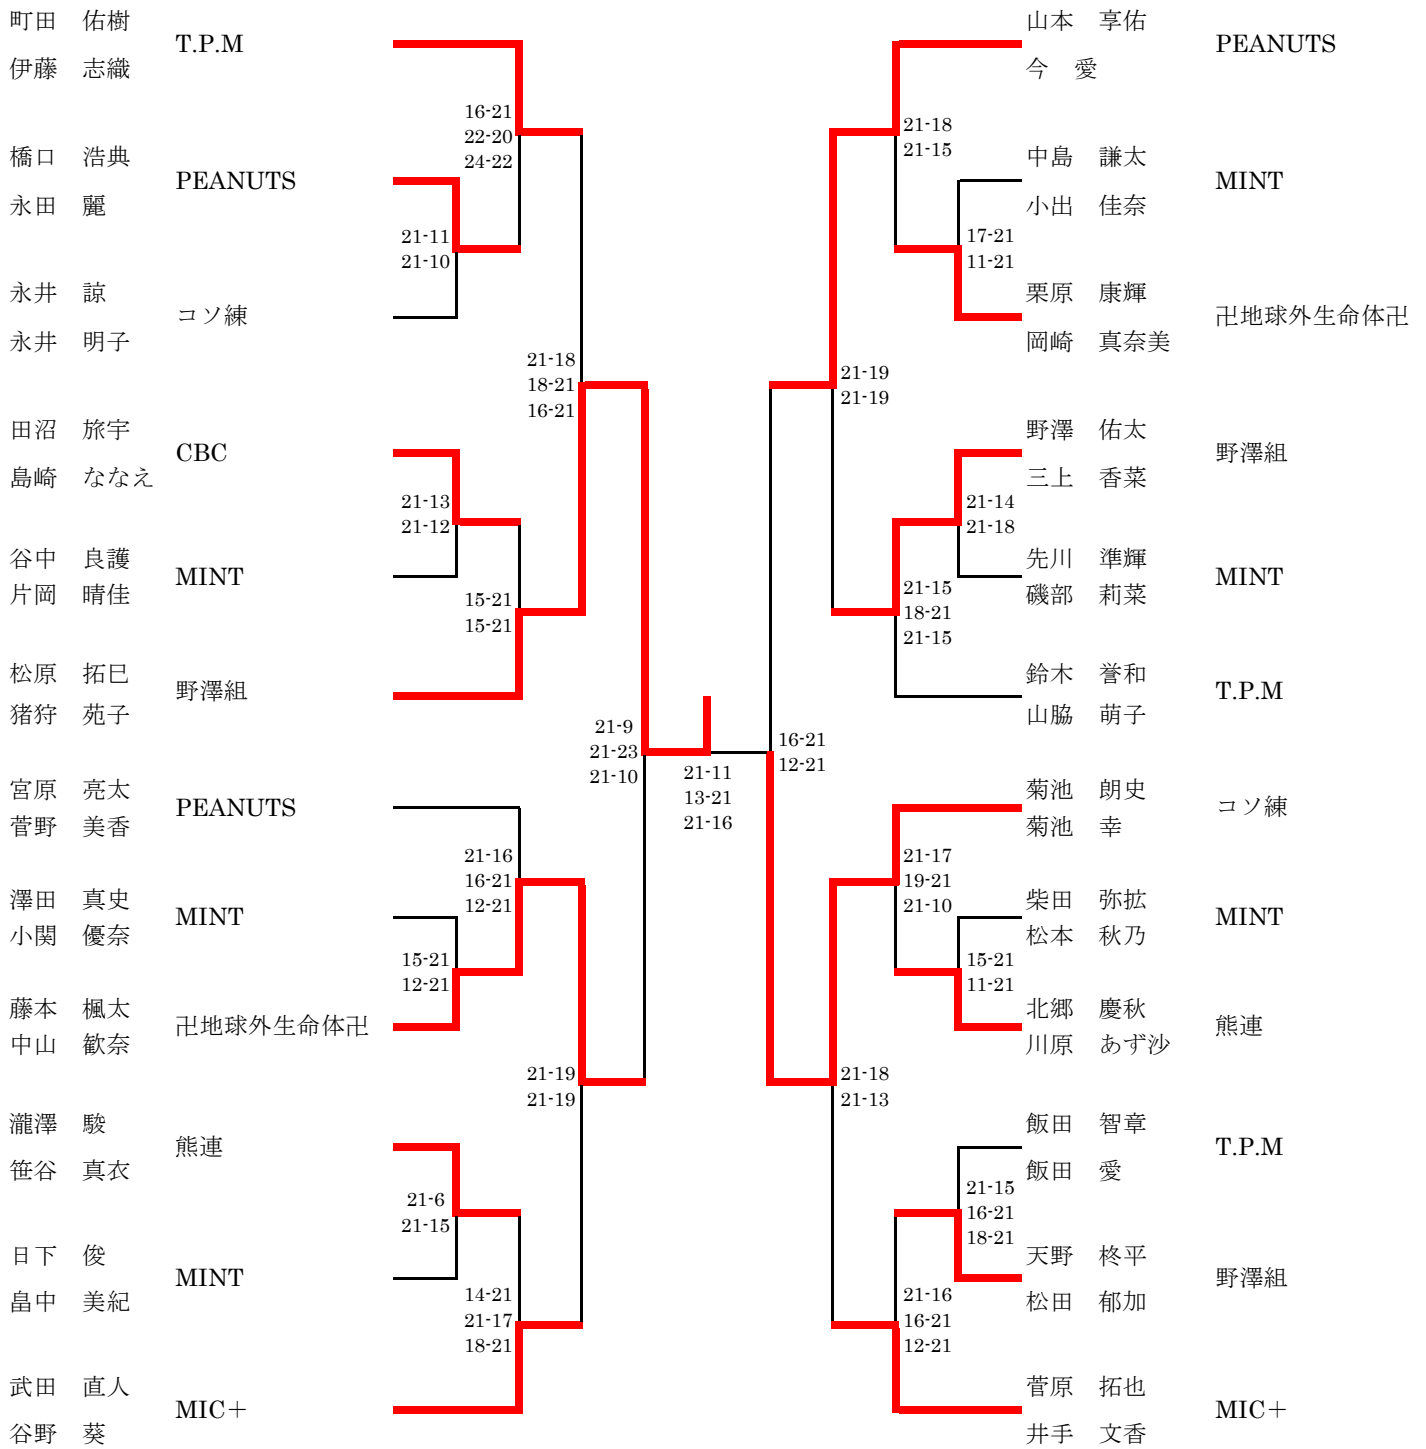 町田　佑樹
T.P.M
伊藤　志織
16-21
22-20
24-22
橋口　浩典
PEANUTS
永田　麗
21-11
21-10
永井　諒
コソ練
永井　明子
21-18
18-21
16-21
田沼　旅宇
CBC
島崎　ななえ
21-13
21-12
谷中　良護
MINT
片岡　晴佳
15-21
15-21
松原　拓巳
野澤組
猪狩　苑子
21-9
21-23
21-10
宮原　亮太
PEANUTS
菅野　美香
21-16
16-21
12-21
澤田　真史
MINT
小関　優奈
15-21
12-21
藤本　楓太
卍地球外生命体卍
中山　歓奈
21-19
21-19
瀧澤　駿
熊連
笹谷　真衣
21-6
21-15
日下　俊
MINT
畠中　美紀
14-21
21-17
18-21
武田　直人
MIC＋
谷野　葵
21-11
13-21
21-16
山本　享佑
PEANUTS
今　愛
21-18
21-15
中島　謙太
MINT
小出　佳奈
17-21
11-21
栗原　康輝
卍地球外生命体卍
岡崎　真奈美
21-19
21-19
野澤　佑太
野澤組
三上　香菜
21-14
21-18
先川　準輝
MINT
磯部　莉菜
21-15
18-21
21-15
鈴木　誉和
T.P.M
山脇　萌子
16-21
12-21
菊池　朗史
コソ練
菊池　幸
21-17
19-21
21-10
柴田　弥拡
MINT
松本　秋乃
15-21
11-21
北郷　慶秋
熊連
川原　あず沙
21-18
21-13
飯田　智章
T.P.M
飯田　愛
21-15
16-21
18-21
天野　柊平
野澤組
松田　郁加
21-16
16-21
12-21
菅原　拓也
MIC＋
井手　文香